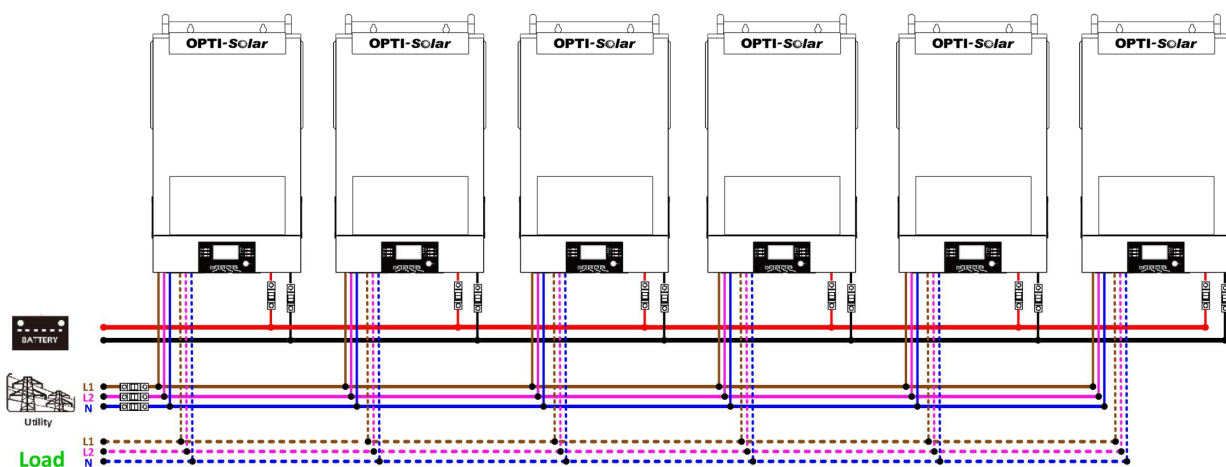 OPTI-Solar
OPTI-Solar
OPTI-Solar
OPTI-Solar
OPTI-Solar
OPTI-Solar
BATTERY
L1
L2
N
Utility
L1
L2
N
Load